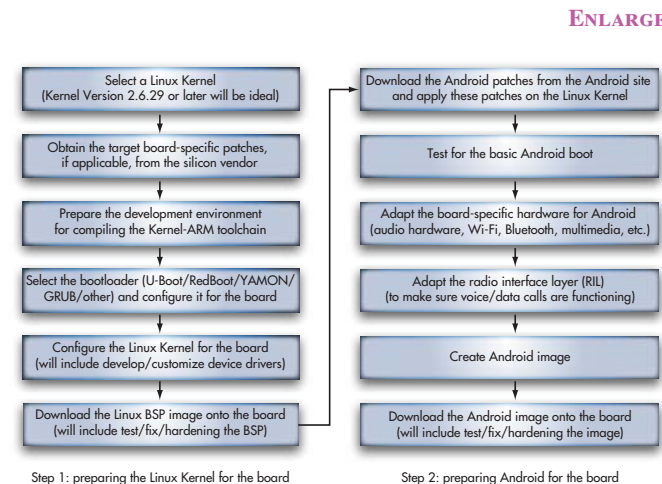 ENLARGE
Select a Linux Kernel
(Kernel Version 2.6.29 or later will be ideal)
Obtain the target board-specific patches,
if applicable, from the silicon vendor
Prepare the development environment
for compiling the Kernel-ARM toolchain
Select the bootloader (U-Boot/RedBoot/YAMON/
GRUB/other) and configure it for the board
Configure the Linux Kernel for the board
(will include develop/customize device drivers)
Download the Linux BSP image onto the board
(will include test/fix/hardening the BSP)
Step 1: preparing the Linux Kernel for the board
Download the Android patches from the Android site
and apply these patches on the Linux Kernel
Test for the basic Android boot
Adapt the board-specific hardware for Android
(audio hardware, Wi-Fi, Bluetooth, multimedia, etc.)
Adapt the radio interface layer (RIL)
(to make sure voice/data calls are functioning)
Create Android image
Download the Android image onto the board
(will include test/fix/hardening the image)
Step 2: preparing Android for the board